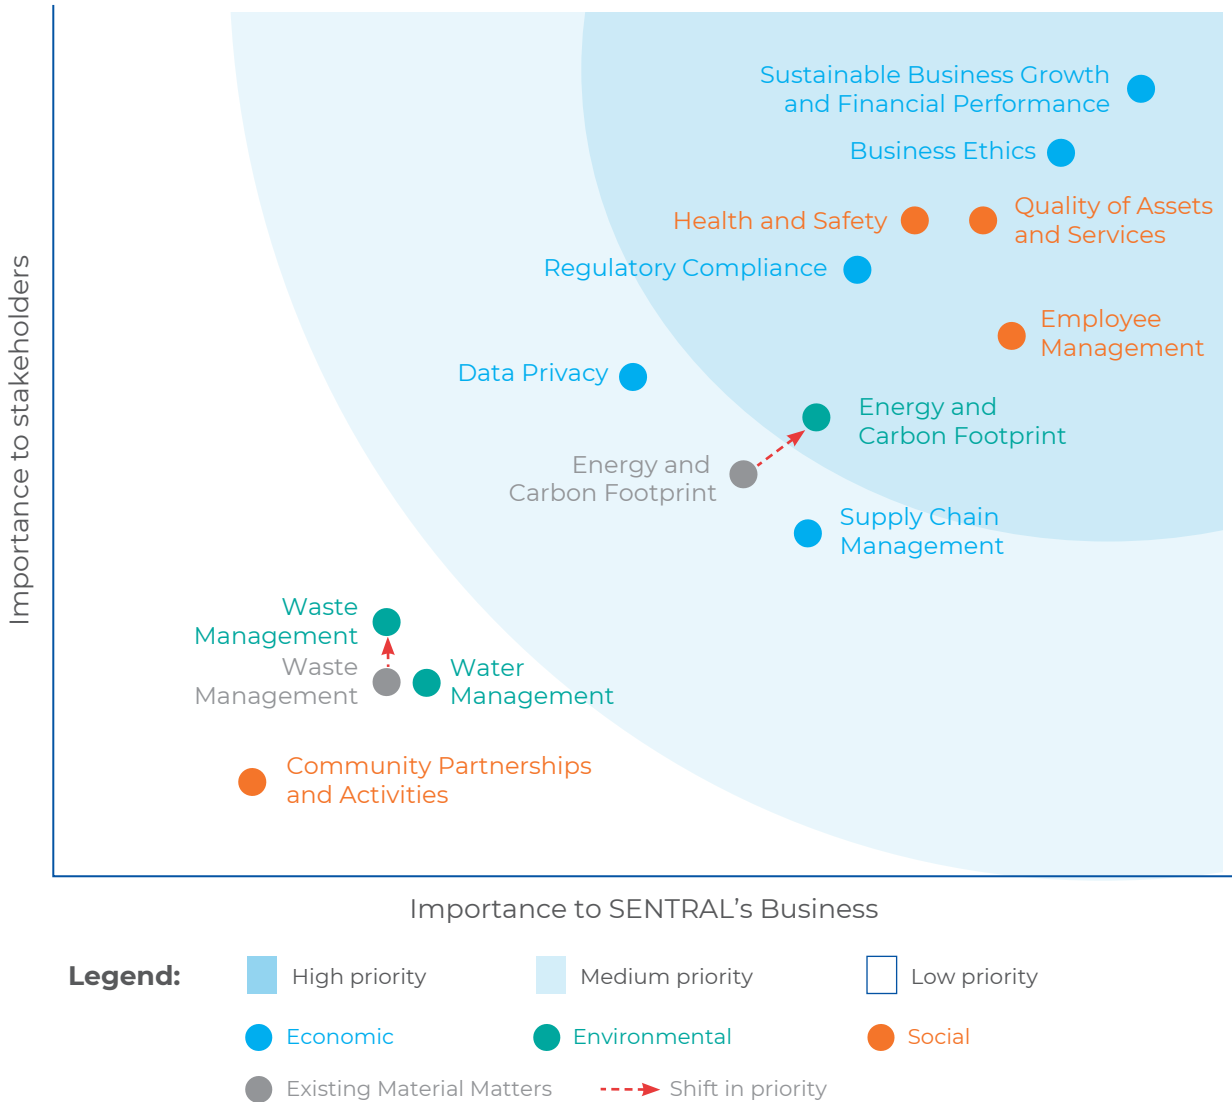 Importance to stakeholders
Sustainable Business Growth
and Financial Performance
Business Ethics
Health and Safety
Quality of Assets
and Services
Regulatory Compliance
Employee
Management
Data Privacy
Energy and
Carbon Footprint
Energy and
Carbon Footprint
Supply Chain
Management
Waste
Management
Waste
Management
Water
Management
Community Partnerships
and Activities
Importance to SENTRAL’s Business
Legend:
High priority
Medium priority
Low priority
Economic
Environmental
Social
Existing Material Matters
Shift in priority